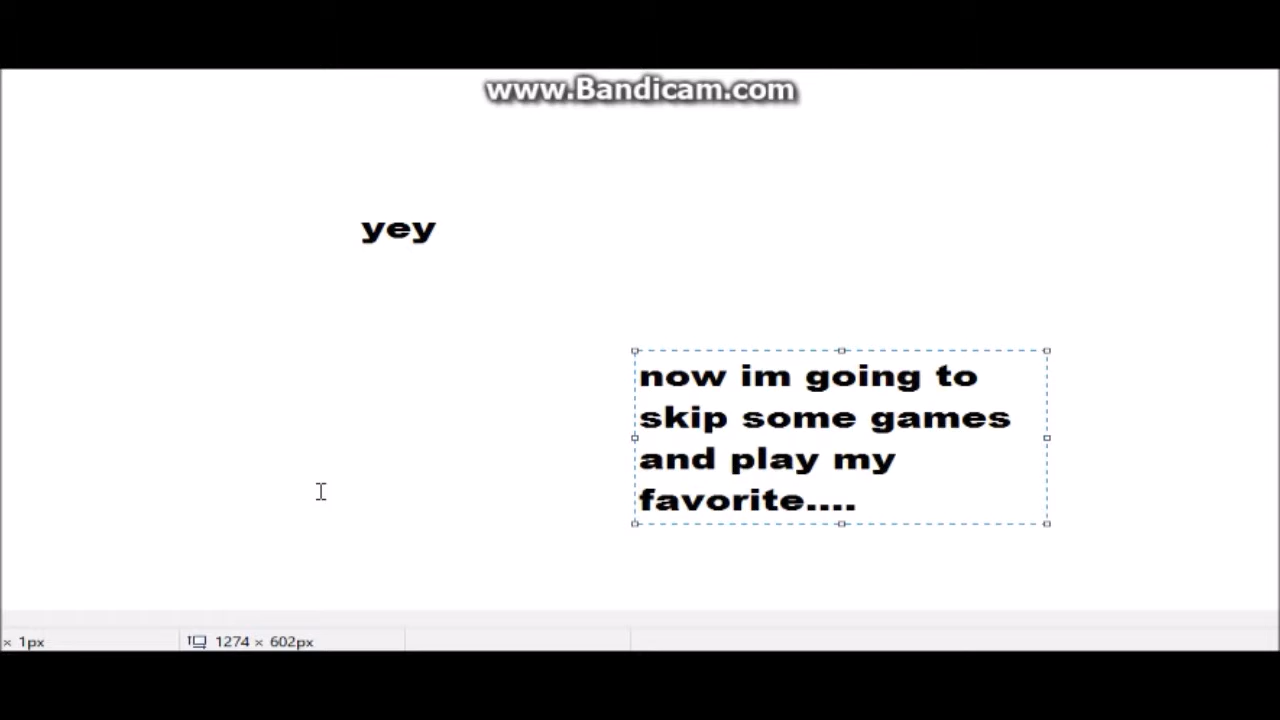 www.Bandicam.com
yey
now im going to
skip some games
and play my
favorite....
× 1px
1274 × 602px